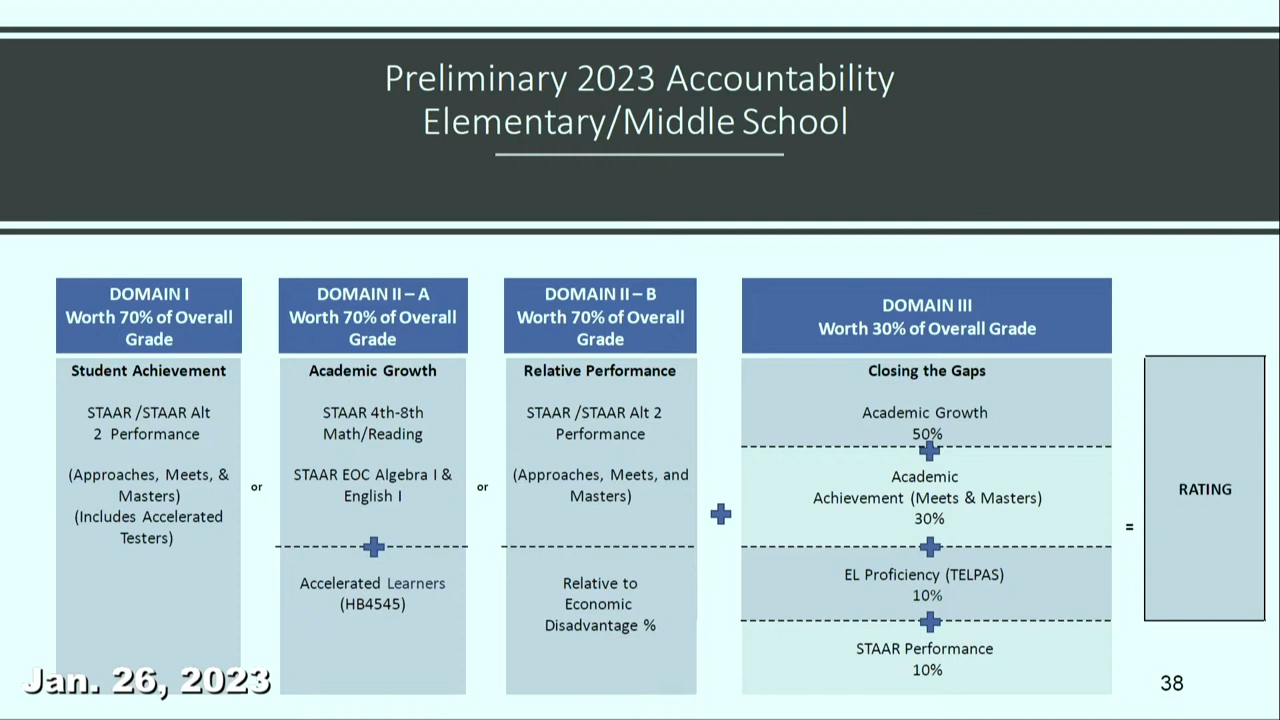 Preliminary 2023 Accountability
Elementary/Middle School
DOMAIN I
Worth 70% of Overall
Grade
Student Achievement
STAAR /STAAR Alt
2 Performance
(Approaches, Meets, &
Masters)
(Includes Accelerated
Testers)
or
DOMAIN II – A
Worth 70% of Overall
Grade
Academic Growth
STAAR 4th-8th
Math/Reading
STAAR EOC Algebra I &
English I
Accelerated Learners
(HB4545)
or
DOMAIN II – B
Worth 70% of Overall
Grade
Relative Performance
STAAR /STAAR Alt 2
Performance
(Approaches, Meets, and
Masters)
Relative to
Economic
Disadvantage %
DOMAIN III
Worth 30% of Overall Grade
Closing the Gaps
Academic Growth
50%
Academic
Achievement (Meets & Masters)
30%
EL Proficiency (TELPAS)
10%
STAAR Performance
10%
=
RATING
Jan. 26, 2023
38